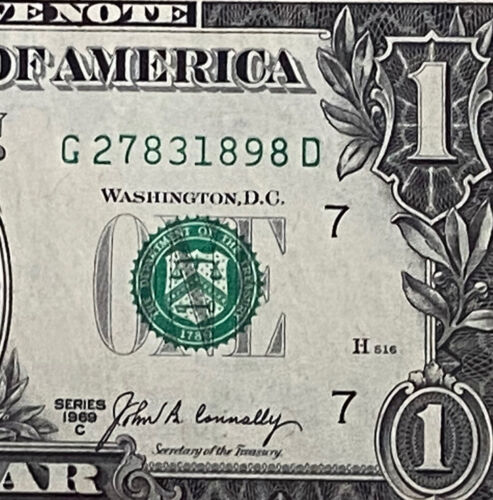 VE NOTE
OF AMERICA
1
G 27831898 D
WASHINGTON, D.C.
7
ONE
THE DEPARTMENT OF THE TREASURY
1789
H 516
SERIES
1969
C
John B. Connally
7
Secretary of the Treasury.
1
AR